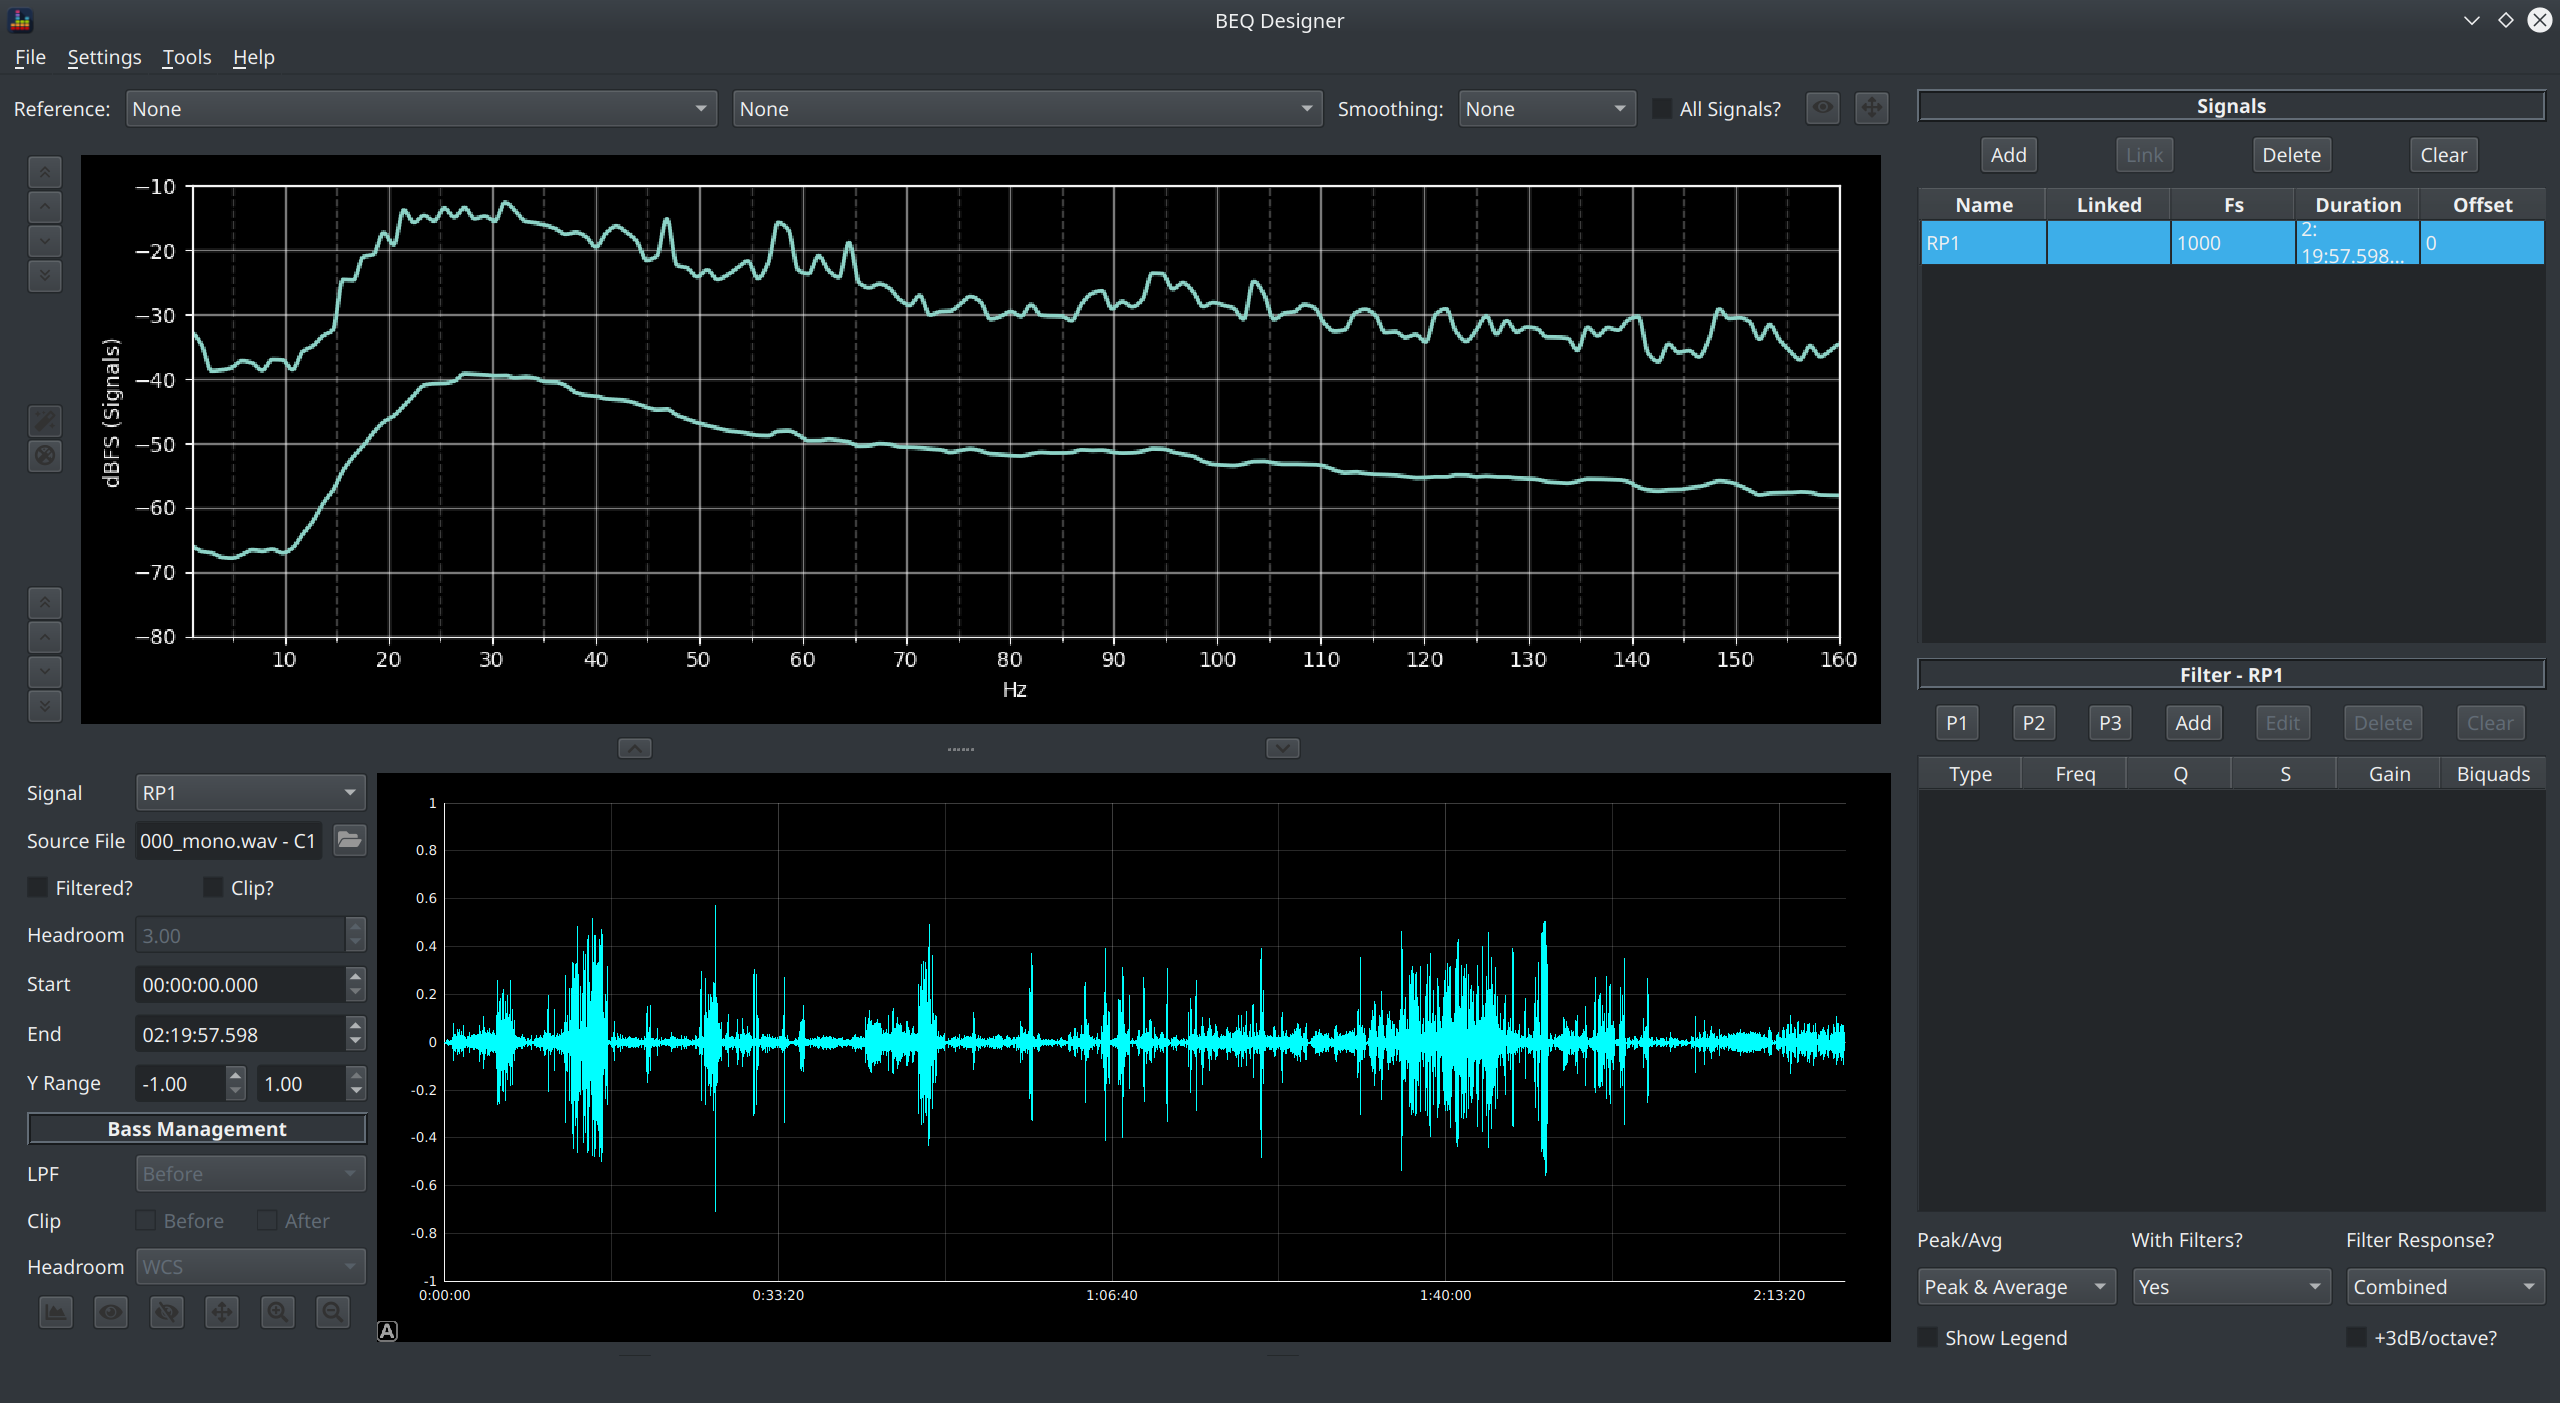 BEQ Designer
File Settings Tools Help
Reference: None None Smoothing: None All Signals?
−10
−20
−30
−40
−50
−60
−70
−80
dBFS (Signals)
10 20 30 40 50 60 70 80 90 100 110 120 130 140 150 160
Hz
Signals
Add Link Delete Clear
Name Linked Fs Duration Offset
RP1 1000 2:
19:57.598... 0
Filter - RP1
P1 P2 P3 Add Edit Delete Clear
Type Freq Q S Gain Biquads
Signal RP1
Source File 000_mono.wav - C1
Filtered? Clip?
Headroom 3.00
Start 00:00:00.000
End 02:19:57.598
Y Range -1.00 1.00
Bass Management
LPF Before
Clip Before After
Headroom WCS
1
0.8
0.6
0.4
0.2
0
-0.2
-0.4
-0.6
-0.8
-1
0:00:00 0:33:20 1:06:40 1:40:00 2:13:20
A
Peak/Avg With Filters? Filter Response?
Peak & Average Yes Combined
Show Legend +3dB/octave?